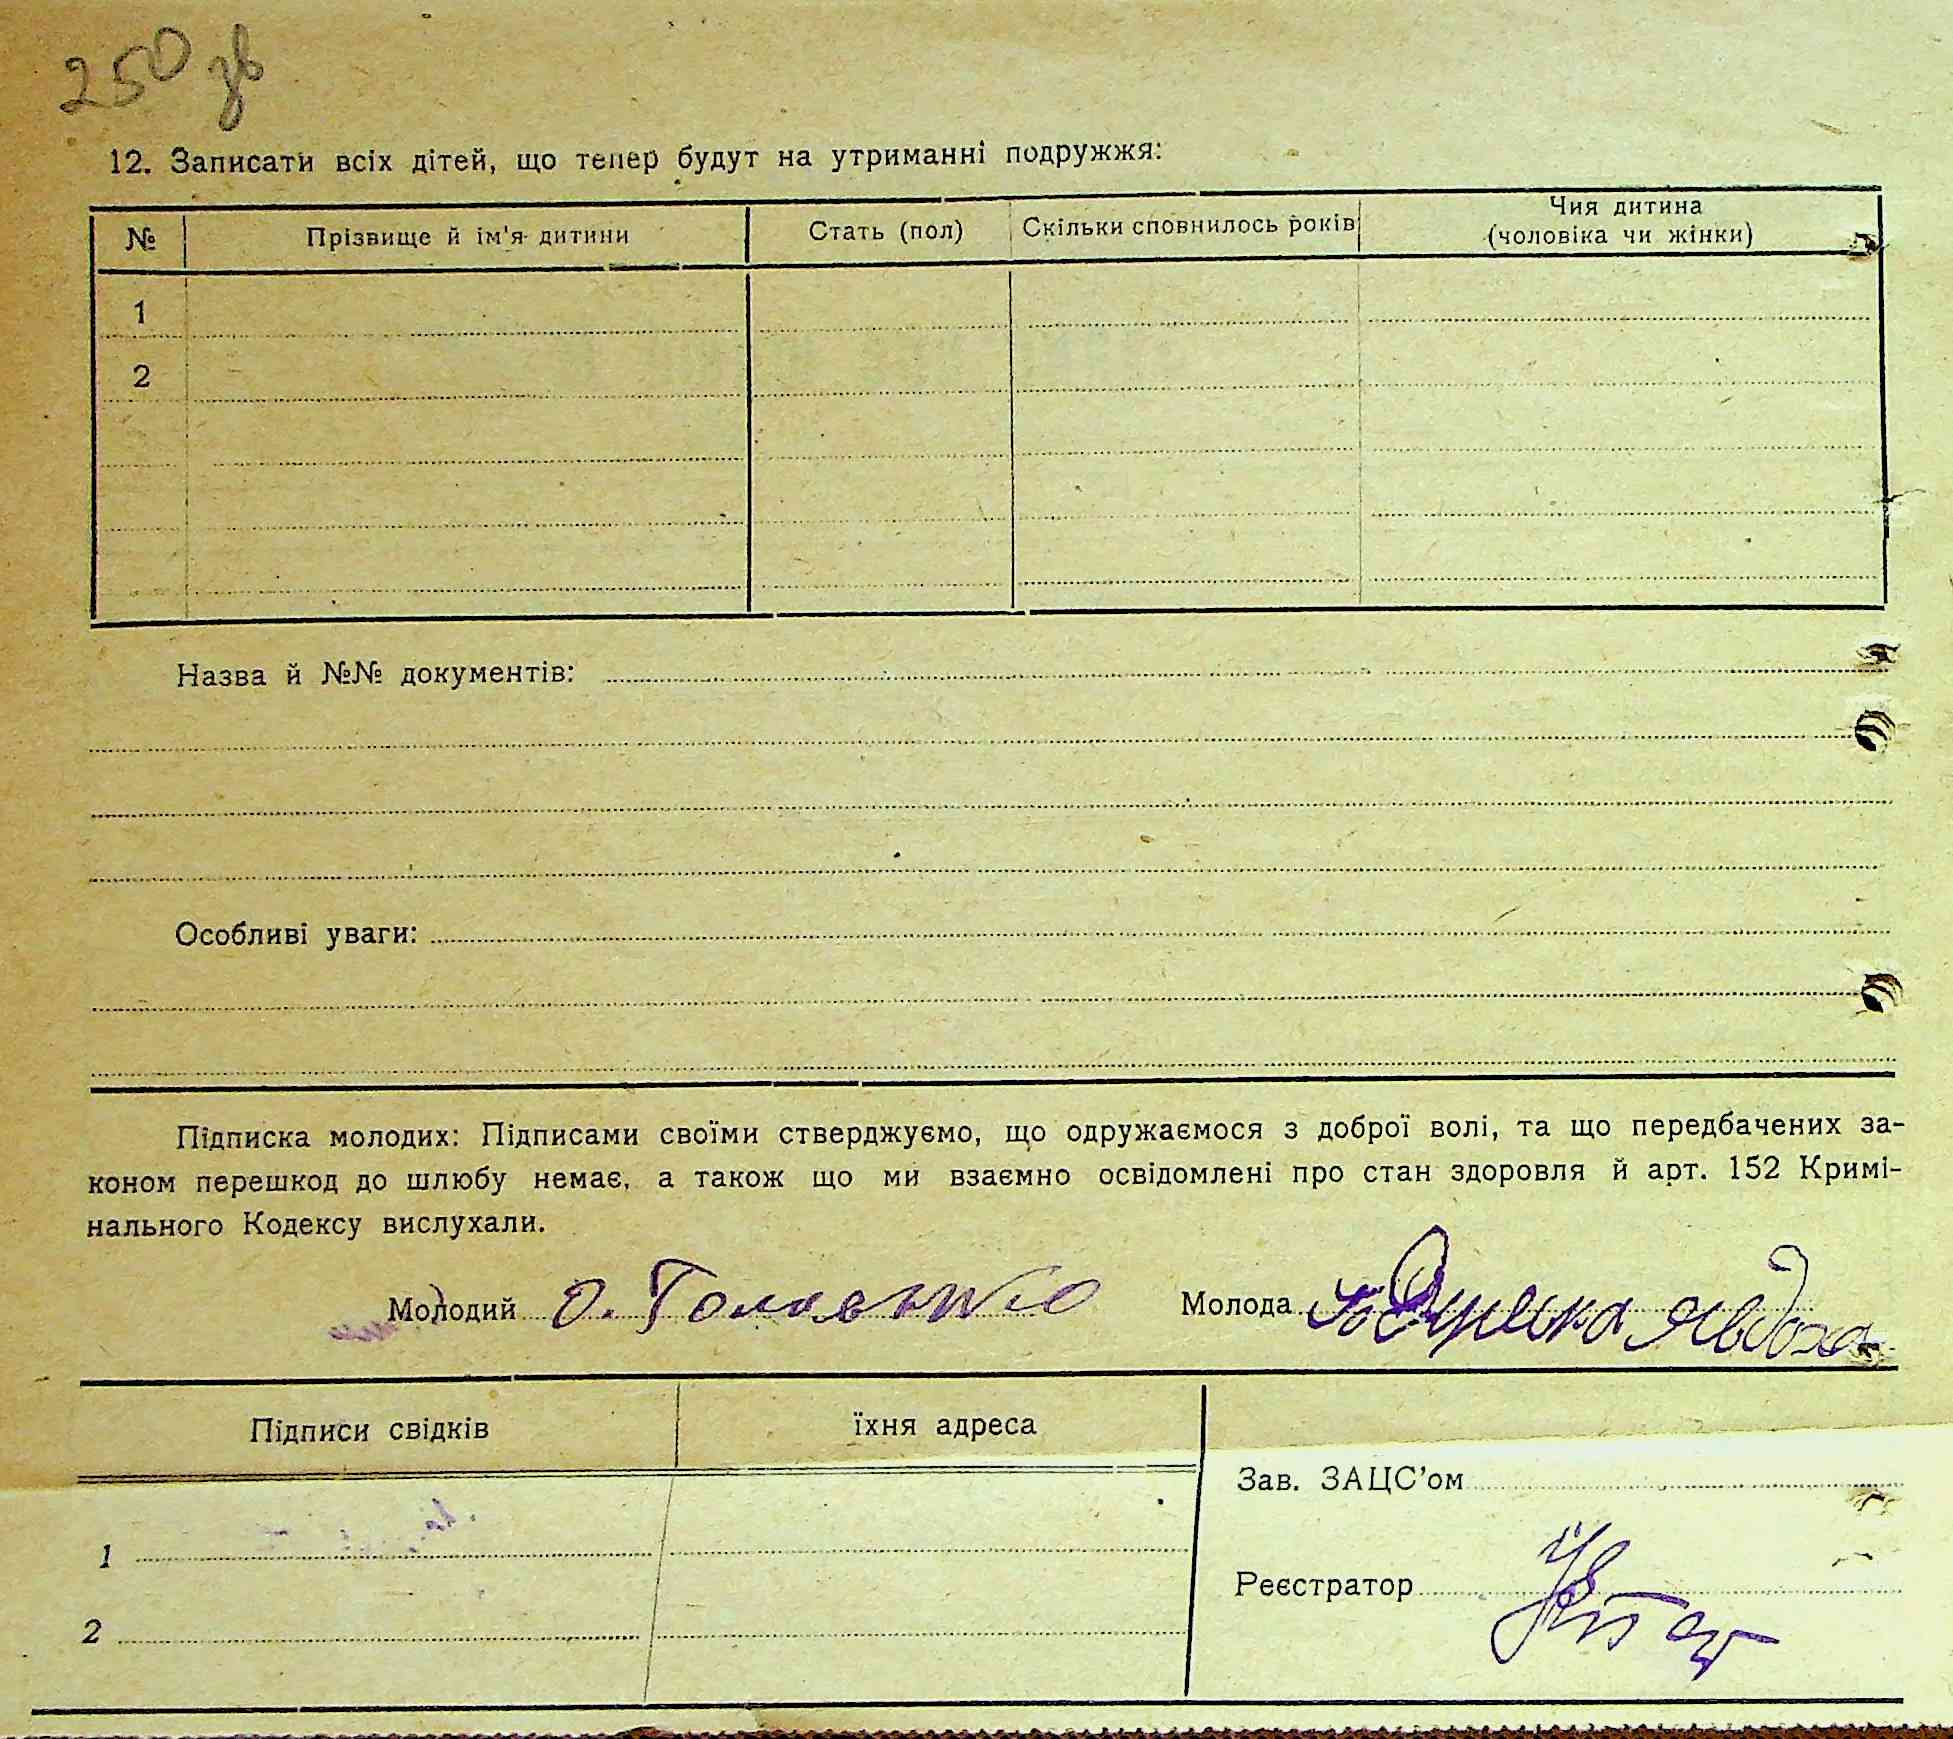 250 зв
12. Записати всіх дітей, що тепер будут на утриманні подружжя:
№ Прізвище й ім'я дитини Стать (пол) Скільки сповнилось років Чия дитина (чоловіка чи жінки)
1
2
Назва й №№ документів:
Особливі уваги:
Підписка молодих: Підписами своїми стверджуємо, що одружаємося з доброї волі, та що передбачених за-
коном перешкод до шлюбу немає, а також що ми взаємно освідомлені про стан здоровля й арт. 152 Кримі-
нального Кодексу вислухали.
Молодий О. Головенко Молода Явдоха
Підписи свідків їхня адреса
Зав. ЗАЦС'ом
1
Реєстратор
2